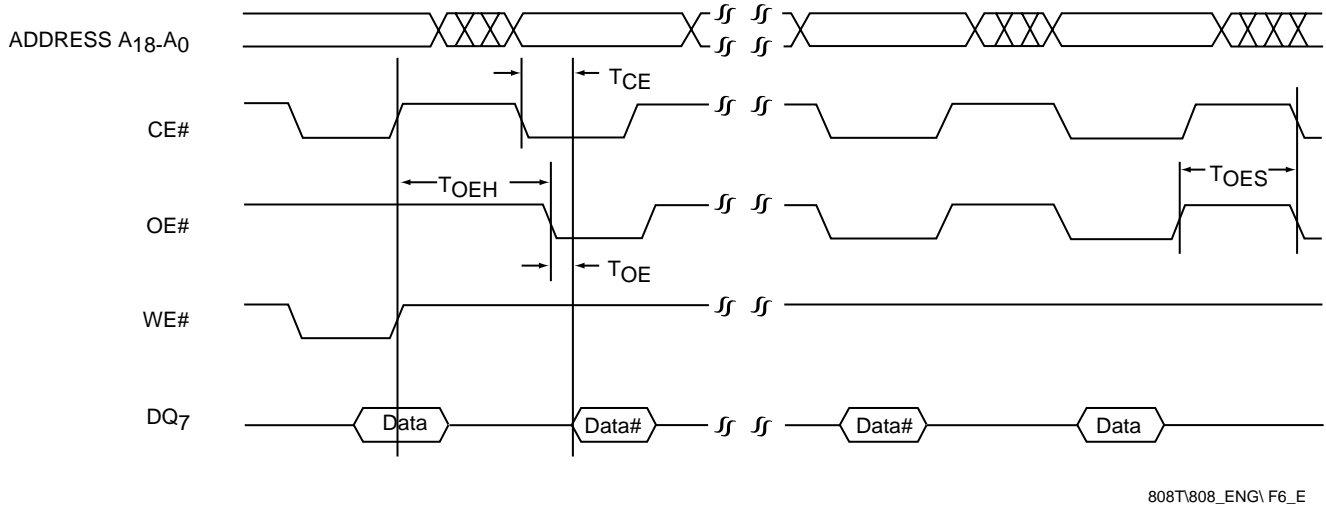 ADDRESS A18-A0
TCE
CE#
TOEH
TOES
OE#
TOE
WE#
DQ7
Data
Data#
Data#
Data
808T\808_ENG\ F6_E